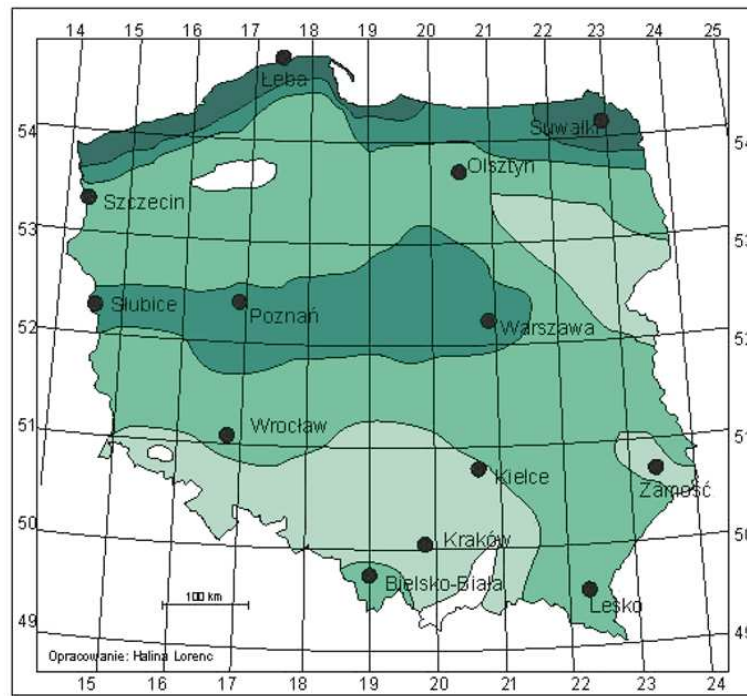 14 15 16 17 18 19 20 21 22 23 24 25
Łeba
54
Suwałki
54
Olsztyn
Szczecin
53
53
Słubice
Poznań
Warszawa
52
52
Wrocław
51
51
Kielce
Zamość
50
Kraków
50
Bielsko-Biała
100 km
Lesko
49
49
Opracowanie: Halina Lorenc
15 16 17 18 19 20 21 22 23 24